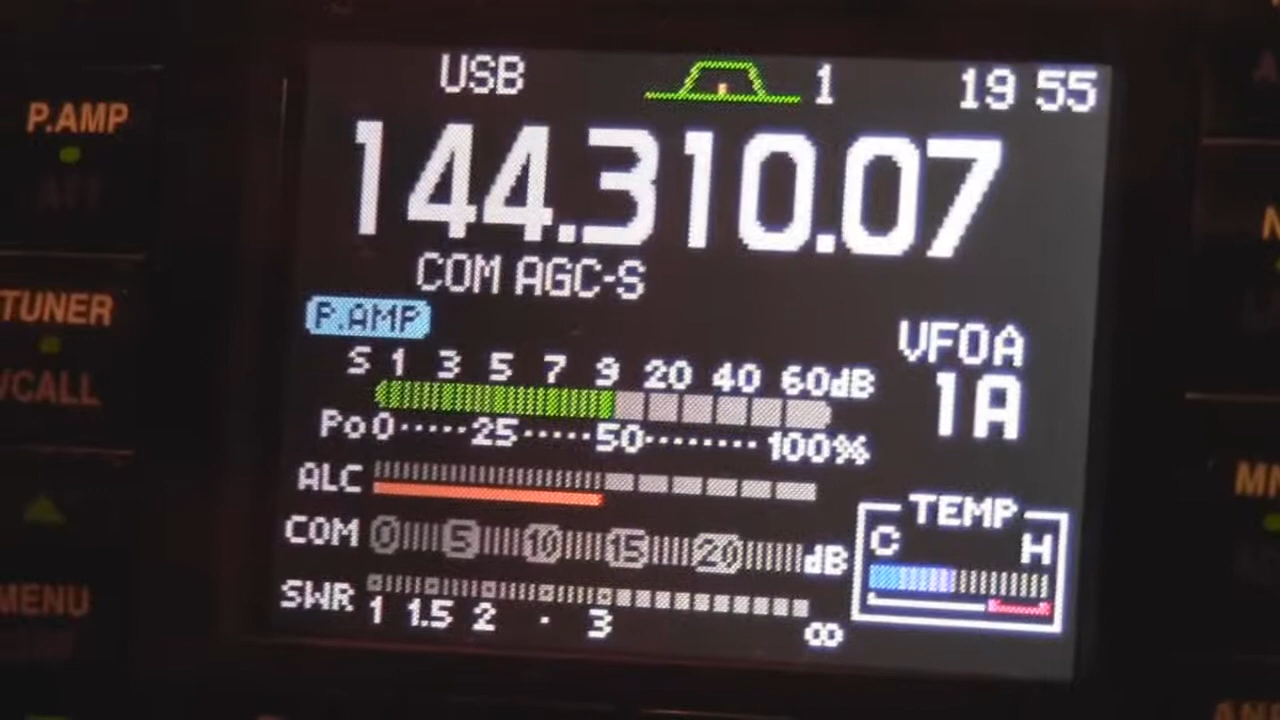 USB 1 19 55
P.AMP
144.310.07
COM AGC-S
P.AMP
TUNER
VFOA
S 1 3 5 7 9 20 40 60dB
1A
/CALL
Po 0 25 50 100%
ALC
TEMP
COM 0 5 10 15 20 dB
C H
MENU
SWR 1 1.5 2 · 3 ∞